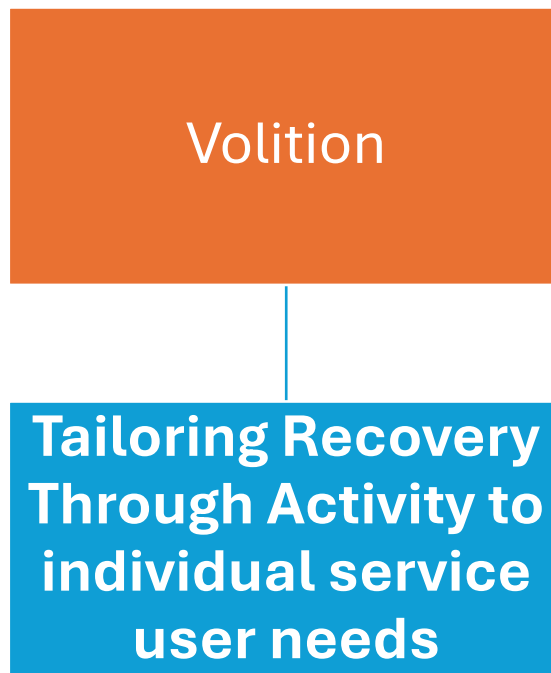 Volition
Tailoring Recovery
Through Activity to
individual service
user needs